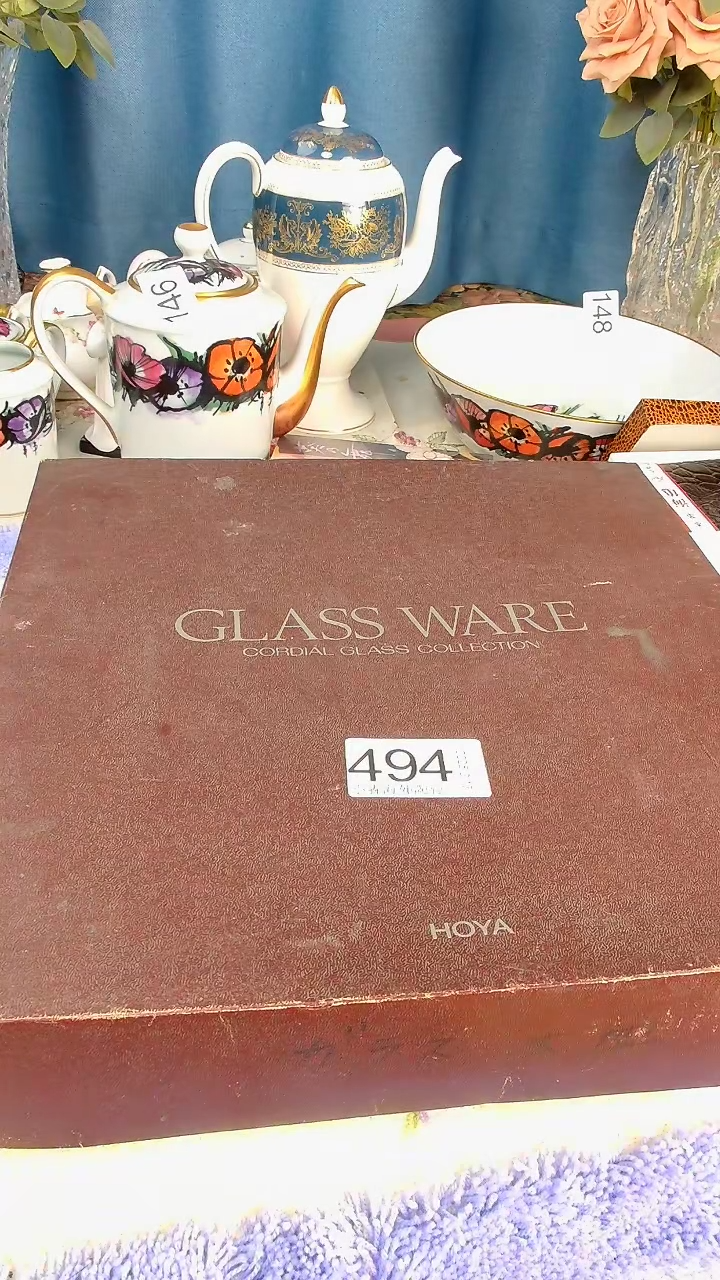 146
148
GLASS WARE
CORDIAL GLASS COLLECTION
494
HOYA